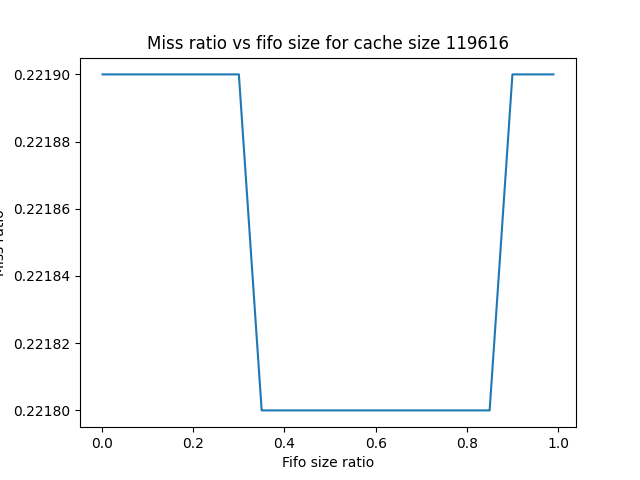 Miss ratio vs fifo size for cache size 119616
0.22190
0.22188
0.22186
0.22184
0.22182
0.22180
Miss ratio
0.0 0.2 0.4 0.6 0.8 1.0
Fifo size ratio